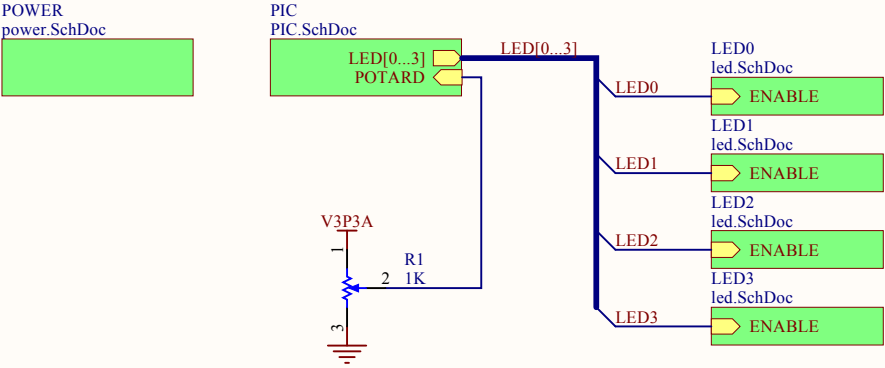 POWER
power.SchDoc
PIC
PIC.SchDoc
LED[0...3]
POTARD
LED[0...3]
LED0
led.SchDoc
LED0
ENABLE
LED1
led.SchDoc
LED1
ENABLE
LED2
led.SchDoc
LED2
ENABLE
LED3
led.SchDoc
LED3
ENABLE
V3P3A
1
R1
2 1K
3